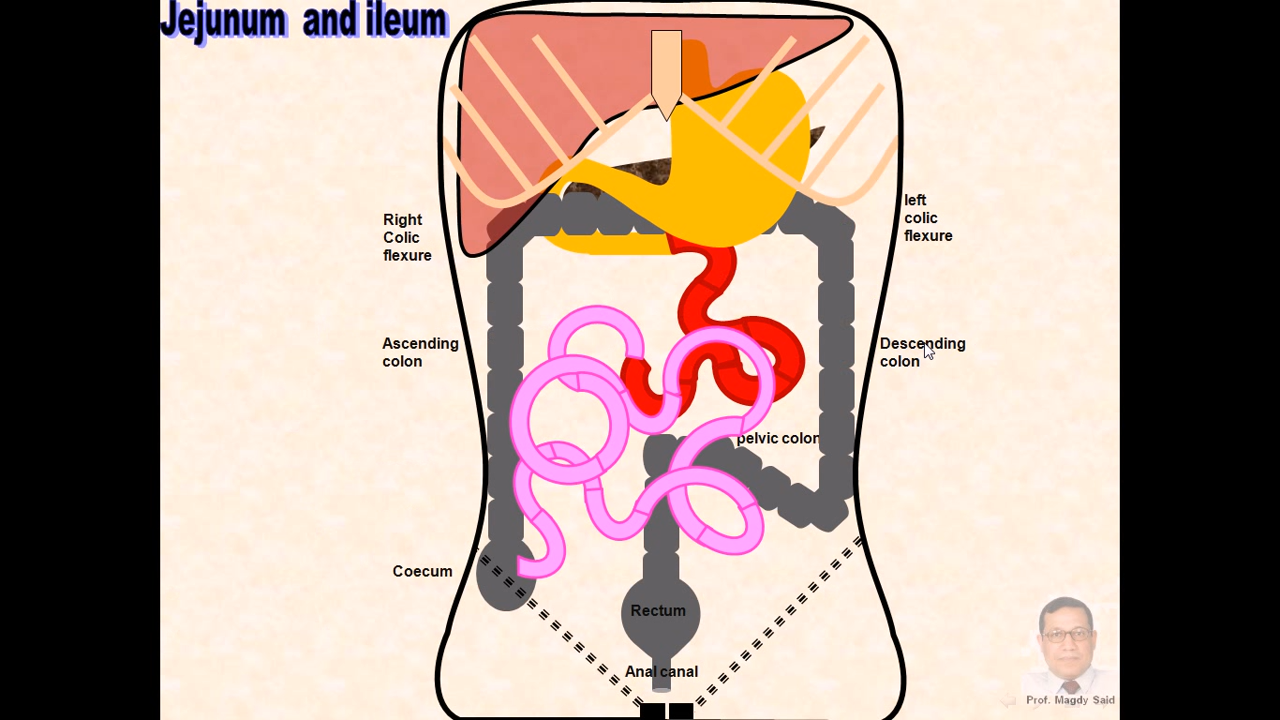 Jejunum and ileum
Right
Colic
flexure
left
colic
flexure
Ascending
colon
Descending
colon
pelvic colon
Coecum
Rectum
Anal canal
Prof. Magdy Said